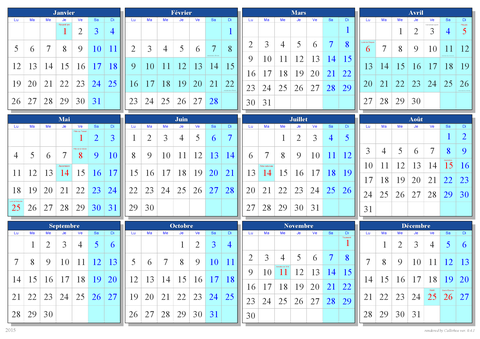 Janvier
Lu Ma Me Je Ve Sa Di
1 2 3 4
5 6 7 8 9 10 11
12 13 14 15 16 17 18
19 20 21 22 23 24 25
26 27 28 29 30 31
Février
Lu Ma Me Je Ve Sa Di
1
2 3 4 5 6 7 8
9 10 11 12 13 14 15
16 17 18 19 20 21 22
23 24 25 26 27 28
Mars
Lu Ma Me Je Ve Sa Di
1
2 3 4 5 6 7 8
9 10 11 12 13 14 15
16 17 18 19 20 21 22
23 24 25 26 27 28 29
30 31
Avril
Lu Ma Me Je Ve Sa Di
1 2 3 4 5
6 7 8 9 10 11 12
13 14 15 16 17 18 19
20 21 22 23 24 25 26
27 28 29 30
Mai
Lu Ma Me Je Ve Sa Di
1 2 3
4 5 6 7 8 9 10
11 12 13 14 15 16 17
18 19 20 21 22 23 24
25 26 27 28 29 30 31
Juin
Lu Ma Me Je Ve Sa Di
1 2 3 4 5 6 7
8 9 10 11 12 13 14
15 16 17 18 19 20 21
22 23 24 25 26 27 28
29 30
Juillet
Lu Ma Me Je Ve Sa Di
1 2 3 4 5
6 7 8 9 10 11 12
13 14 15 16 17 18 19
20 21 22 23 24 25 26
27 28 29 30 31
Août
Lu Ma Me Je Ve Sa Di
1 2
3 4 5 6 7 8 9
10 11 12 13 14 15 16
17 18 19 20 21 22 23
24 25 26 27 28 29 30
31
Septembre
Lu Ma Me Je Ve Sa Di
1 2 3 4 5 6
7 8 9 10 11 12 13
14 15 16 17 18 19 20
21 22 23 24 25 26 27
28 29 30
Octobre
Lu Ma Me Je Ve Sa Di
1 2 3 4
5 6 7 8 9 10 11
12 13 14 15 16 17 18
19 20 21 22 23 24 25
26 27 28 29 30 31
Novembre
Lu Ma Me Je Ve Sa Di
1
2 3 4 5 6 7 8
9 10 11 12 13 14 15
16 17 18 19 20 21 22
23 24 25 26 27 28 29
30
Décembre
Lu Ma Me Je Ve Sa Di
1 2 3 4 5 6
7 8 9 10 11 12 13
14 15 16 17 18 19 20
21 22 23 24 25 26 27
28 29 30 31
2015